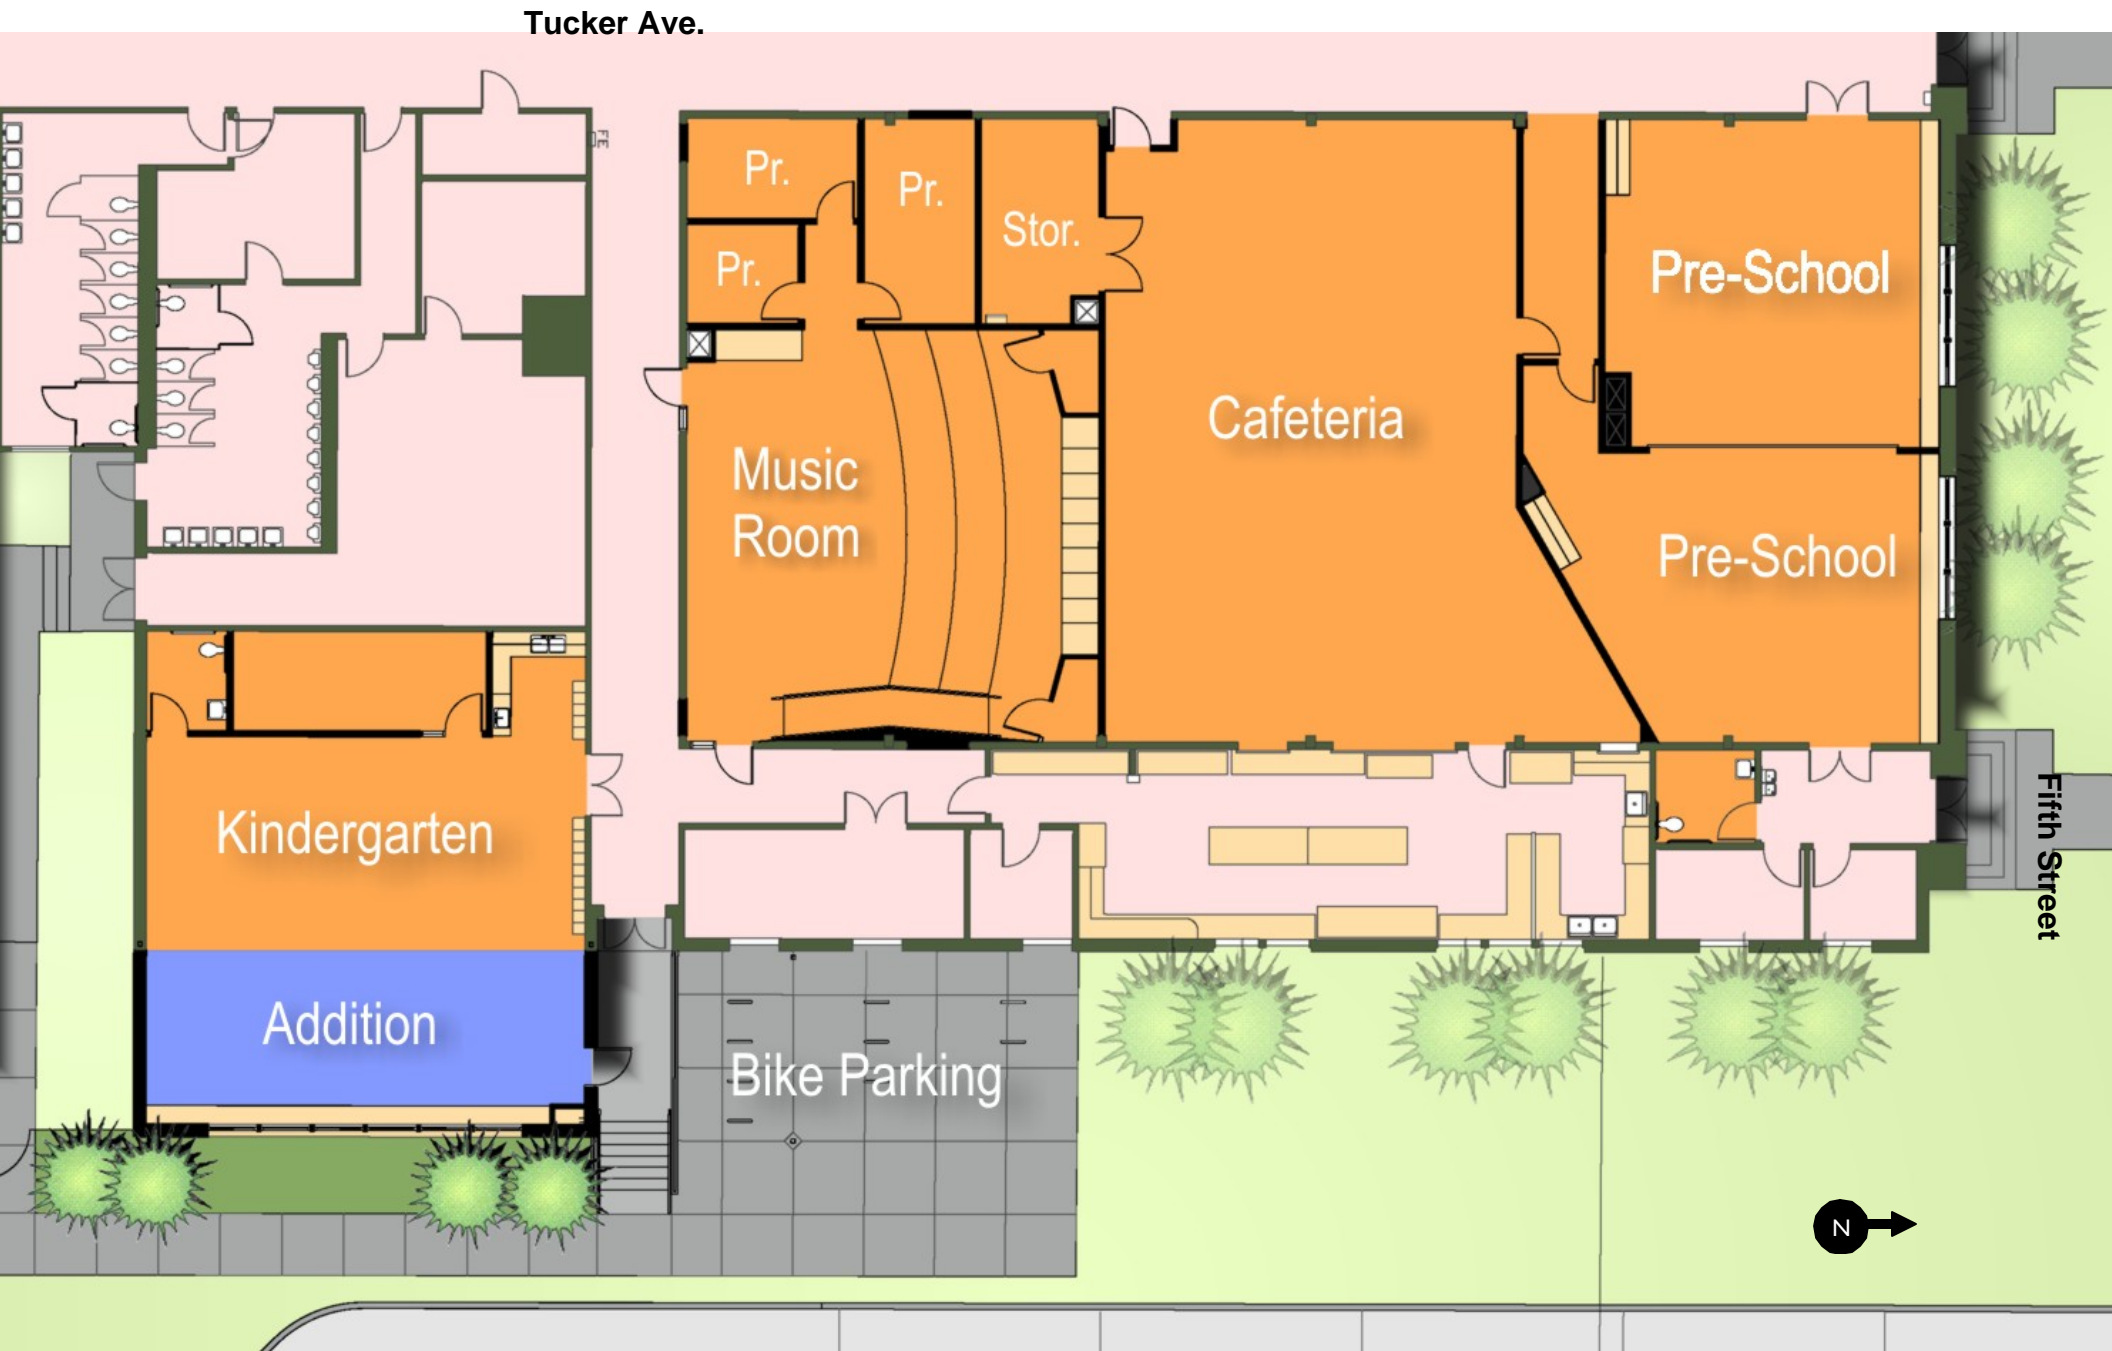 Tucker Ave.
FE
Pr.
Pr.
Pr.
Stor.
Pre-School
Cafeteria
Music
Room
Pre-School
Kindergarten
Fifth Street
Addition
Bike Parking
N